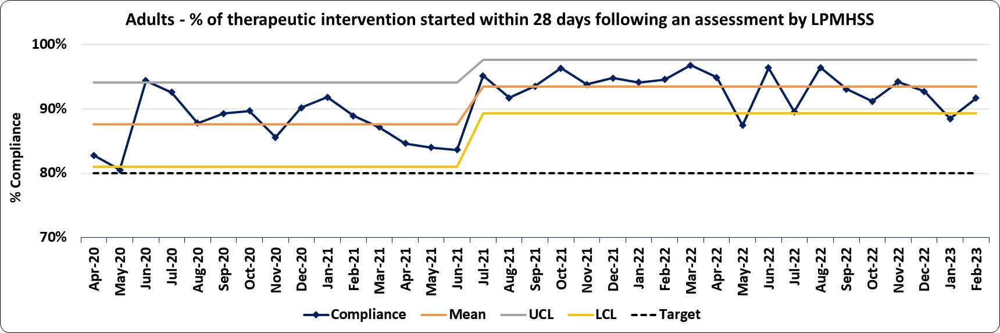 Adults - % of therapeutic intervention started within 28 days following an assessment by LPMHSS
100%
90%
80%
70%
% Compliance
Apr-20
May-20
Jun-20
Jul-20
Aug-20
Sep-20
Oct-20
Nov-20
Dec-20
Jan-21
Feb-21
Mar-21
Apr-21
May-21
Jun-21
Jul-21
Aug-21
Sep-21
Oct-21
Nov-21
Dec-21
Jan-22
Feb-22
Mar-22
Apr-22
May-22
Jun-22
Jul-22
Aug-22
Sep-22
Oct-22
Nov-22
Dec-22
Jan-23
Feb-23
Compliance
Mean
UCL
LCL
Target